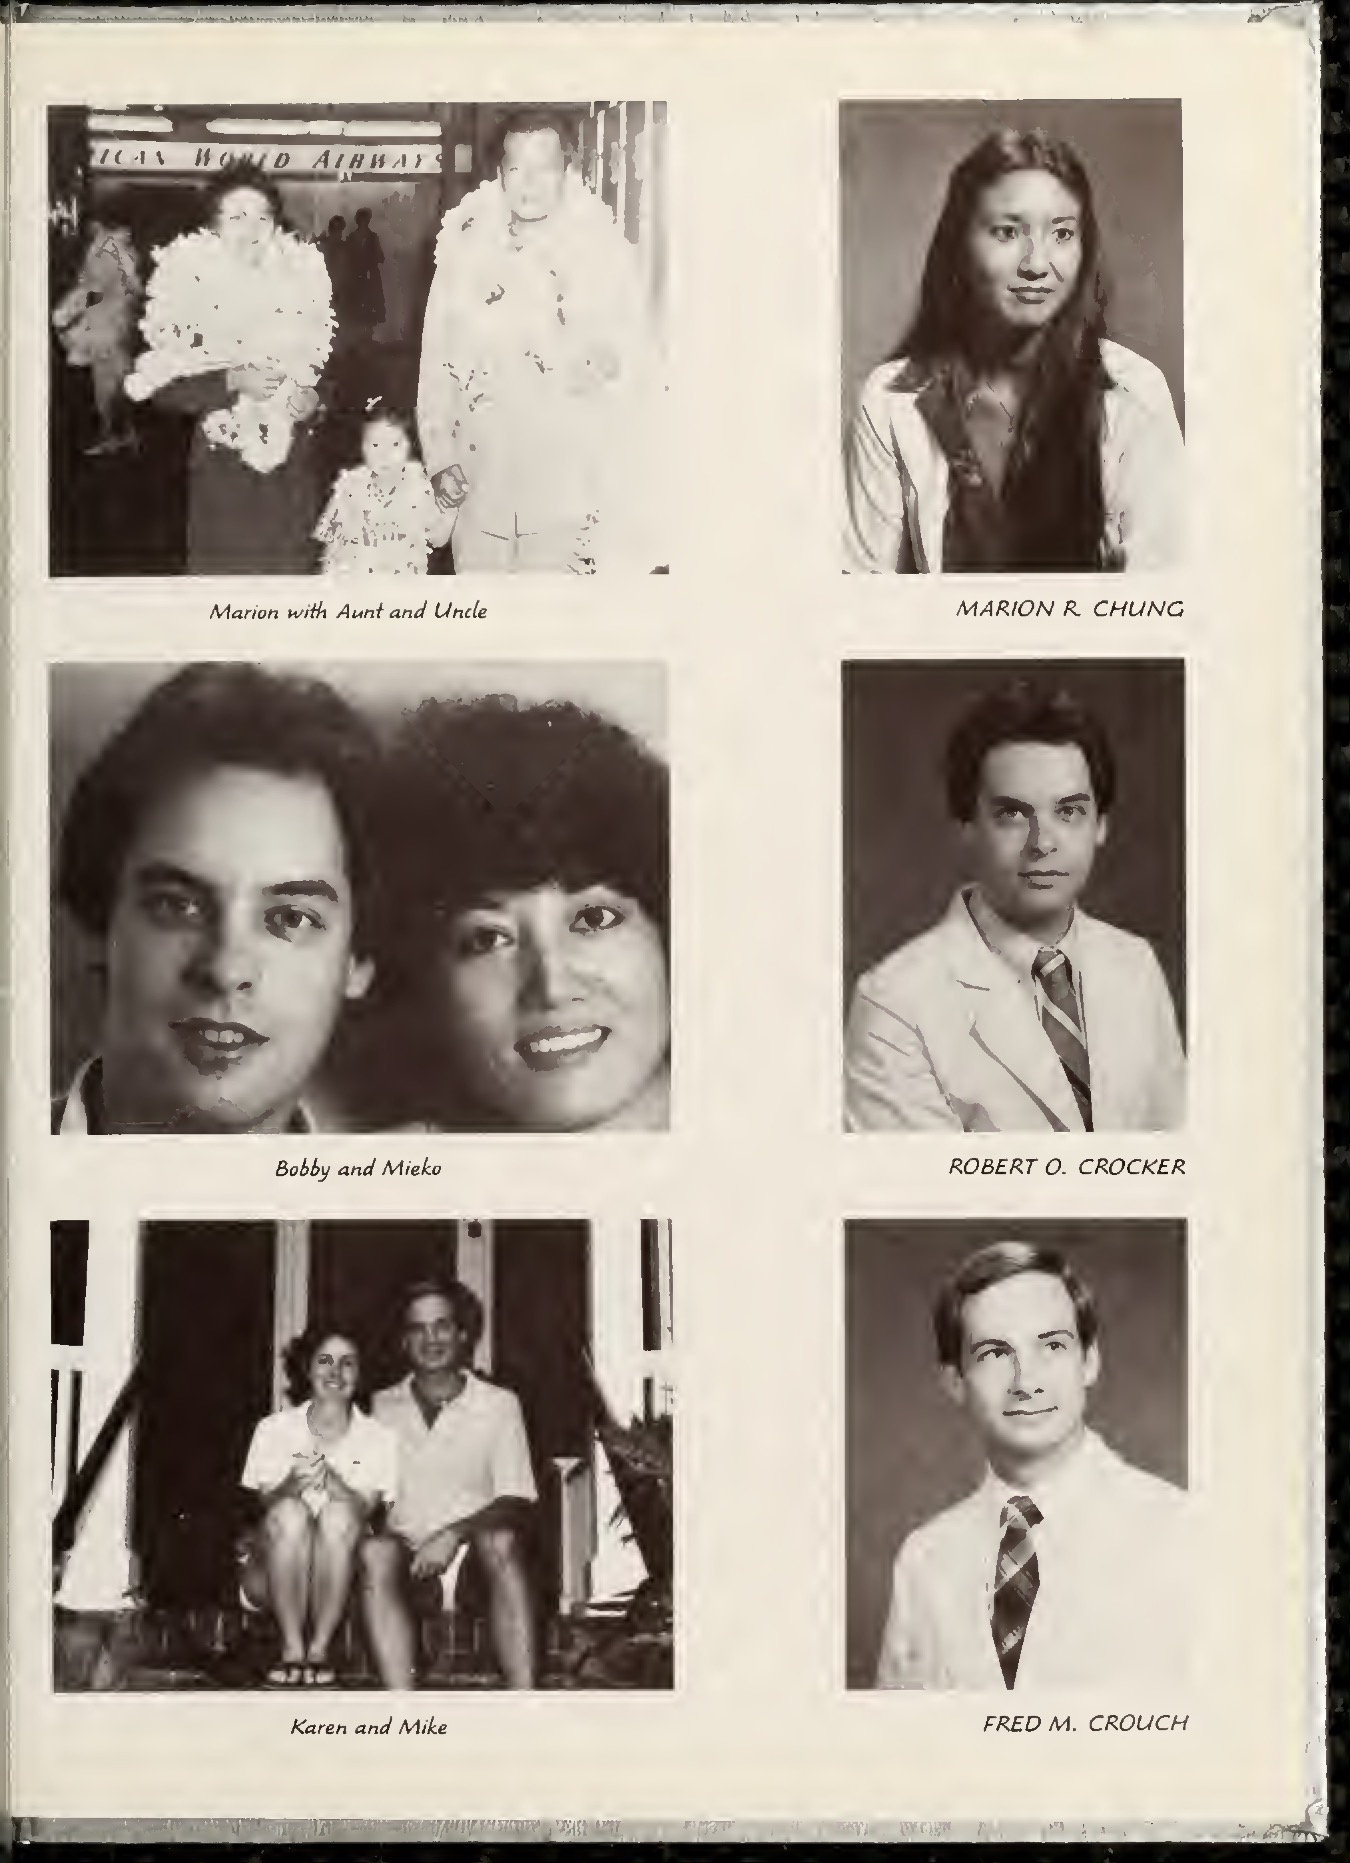 ICAN WORLD AIRWAYS
Marion with Aunt and Uncle
MARION R. CHUNG
Bobby and Mieko
ROBERT O. CROCKER
Karen and Mike
FRED M. CROUCH